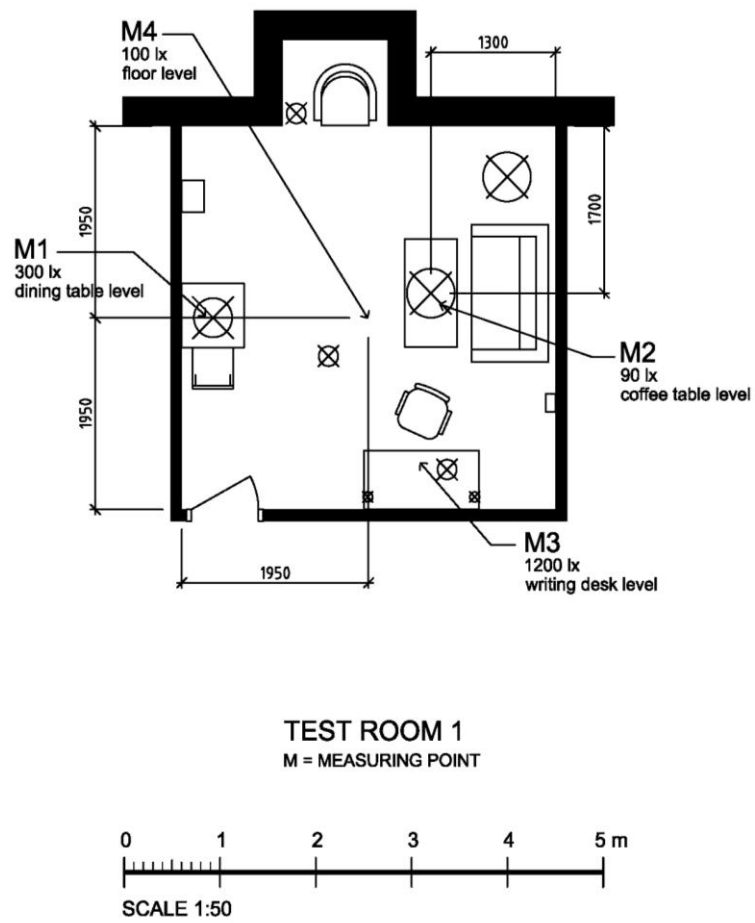 M4
100 lx
floor level
1300
1950
1700
M1
300 lx
dining table level
M2
90 lx
coffee table level
1950
M3
1200 lx
writing desk level
1950
TEST ROOM 1
M = MEASURING POINT
0 1 2 3 4 5 m
SCALE 1:50